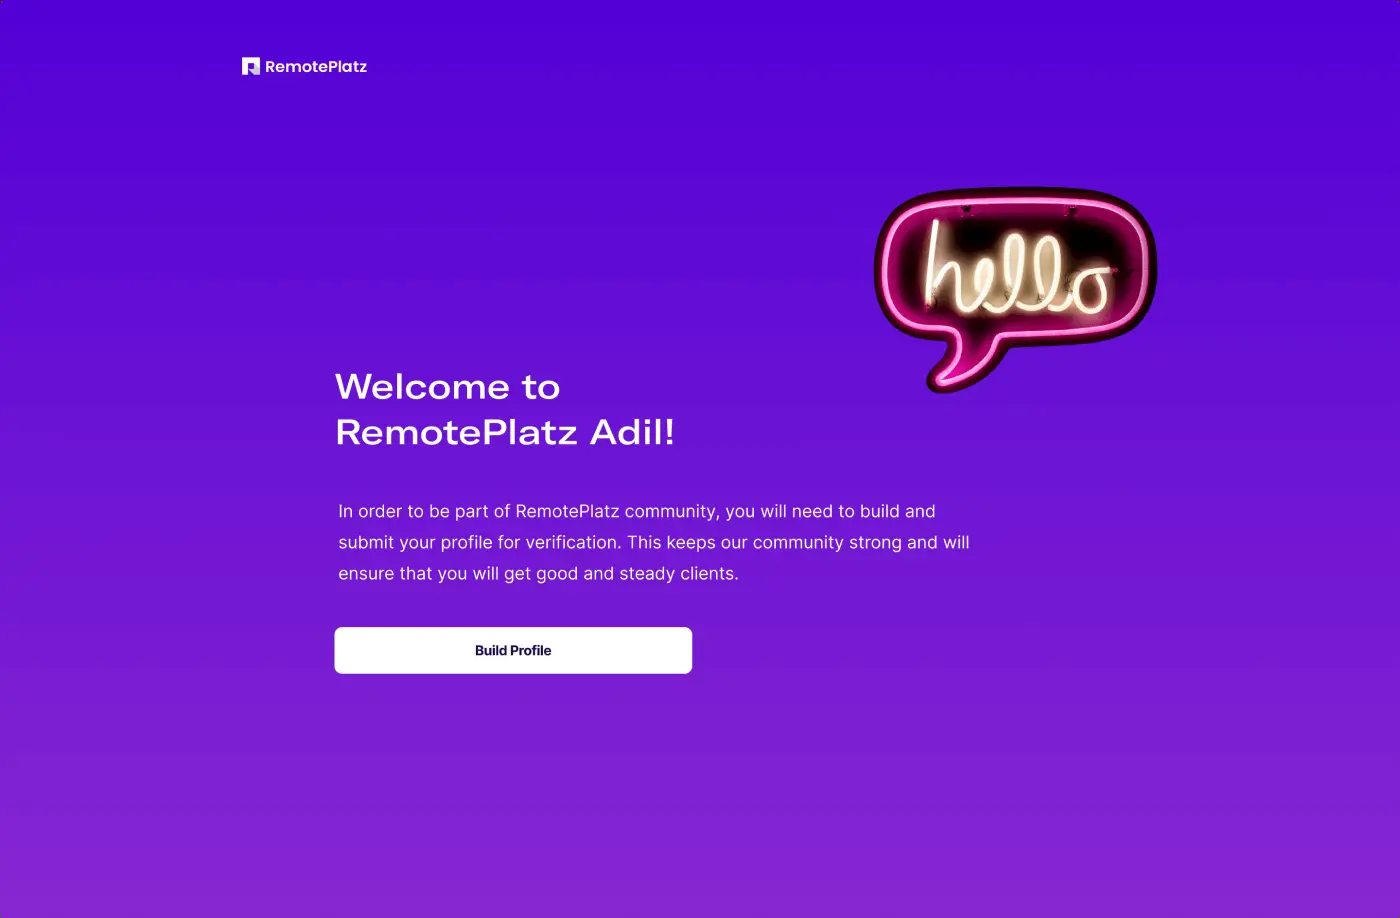 RemotePlatz
hello
Welcome to
RemotePlatz Adil!
In order to be part of RemotePlatz community, you will need to build and
submit your profile for verification. This keeps our community strong and will
ensure that you will get good and steady clients.
Build Profile